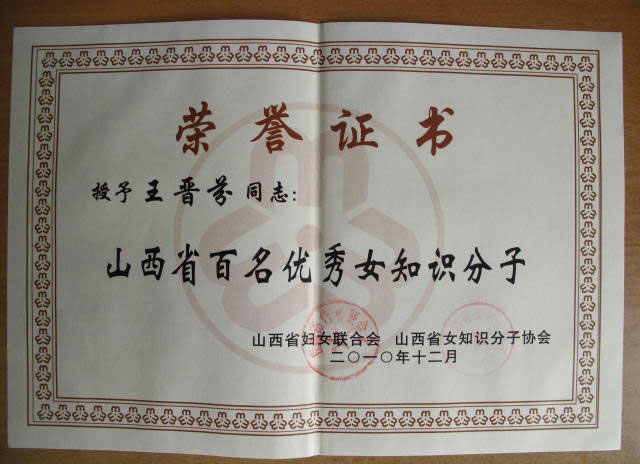 荣誉证书
授予王晋芬同志：
山西省百名优秀女知识分子
山西省妇女联合会 山西省女知识分子协会
二〇一〇年十二月